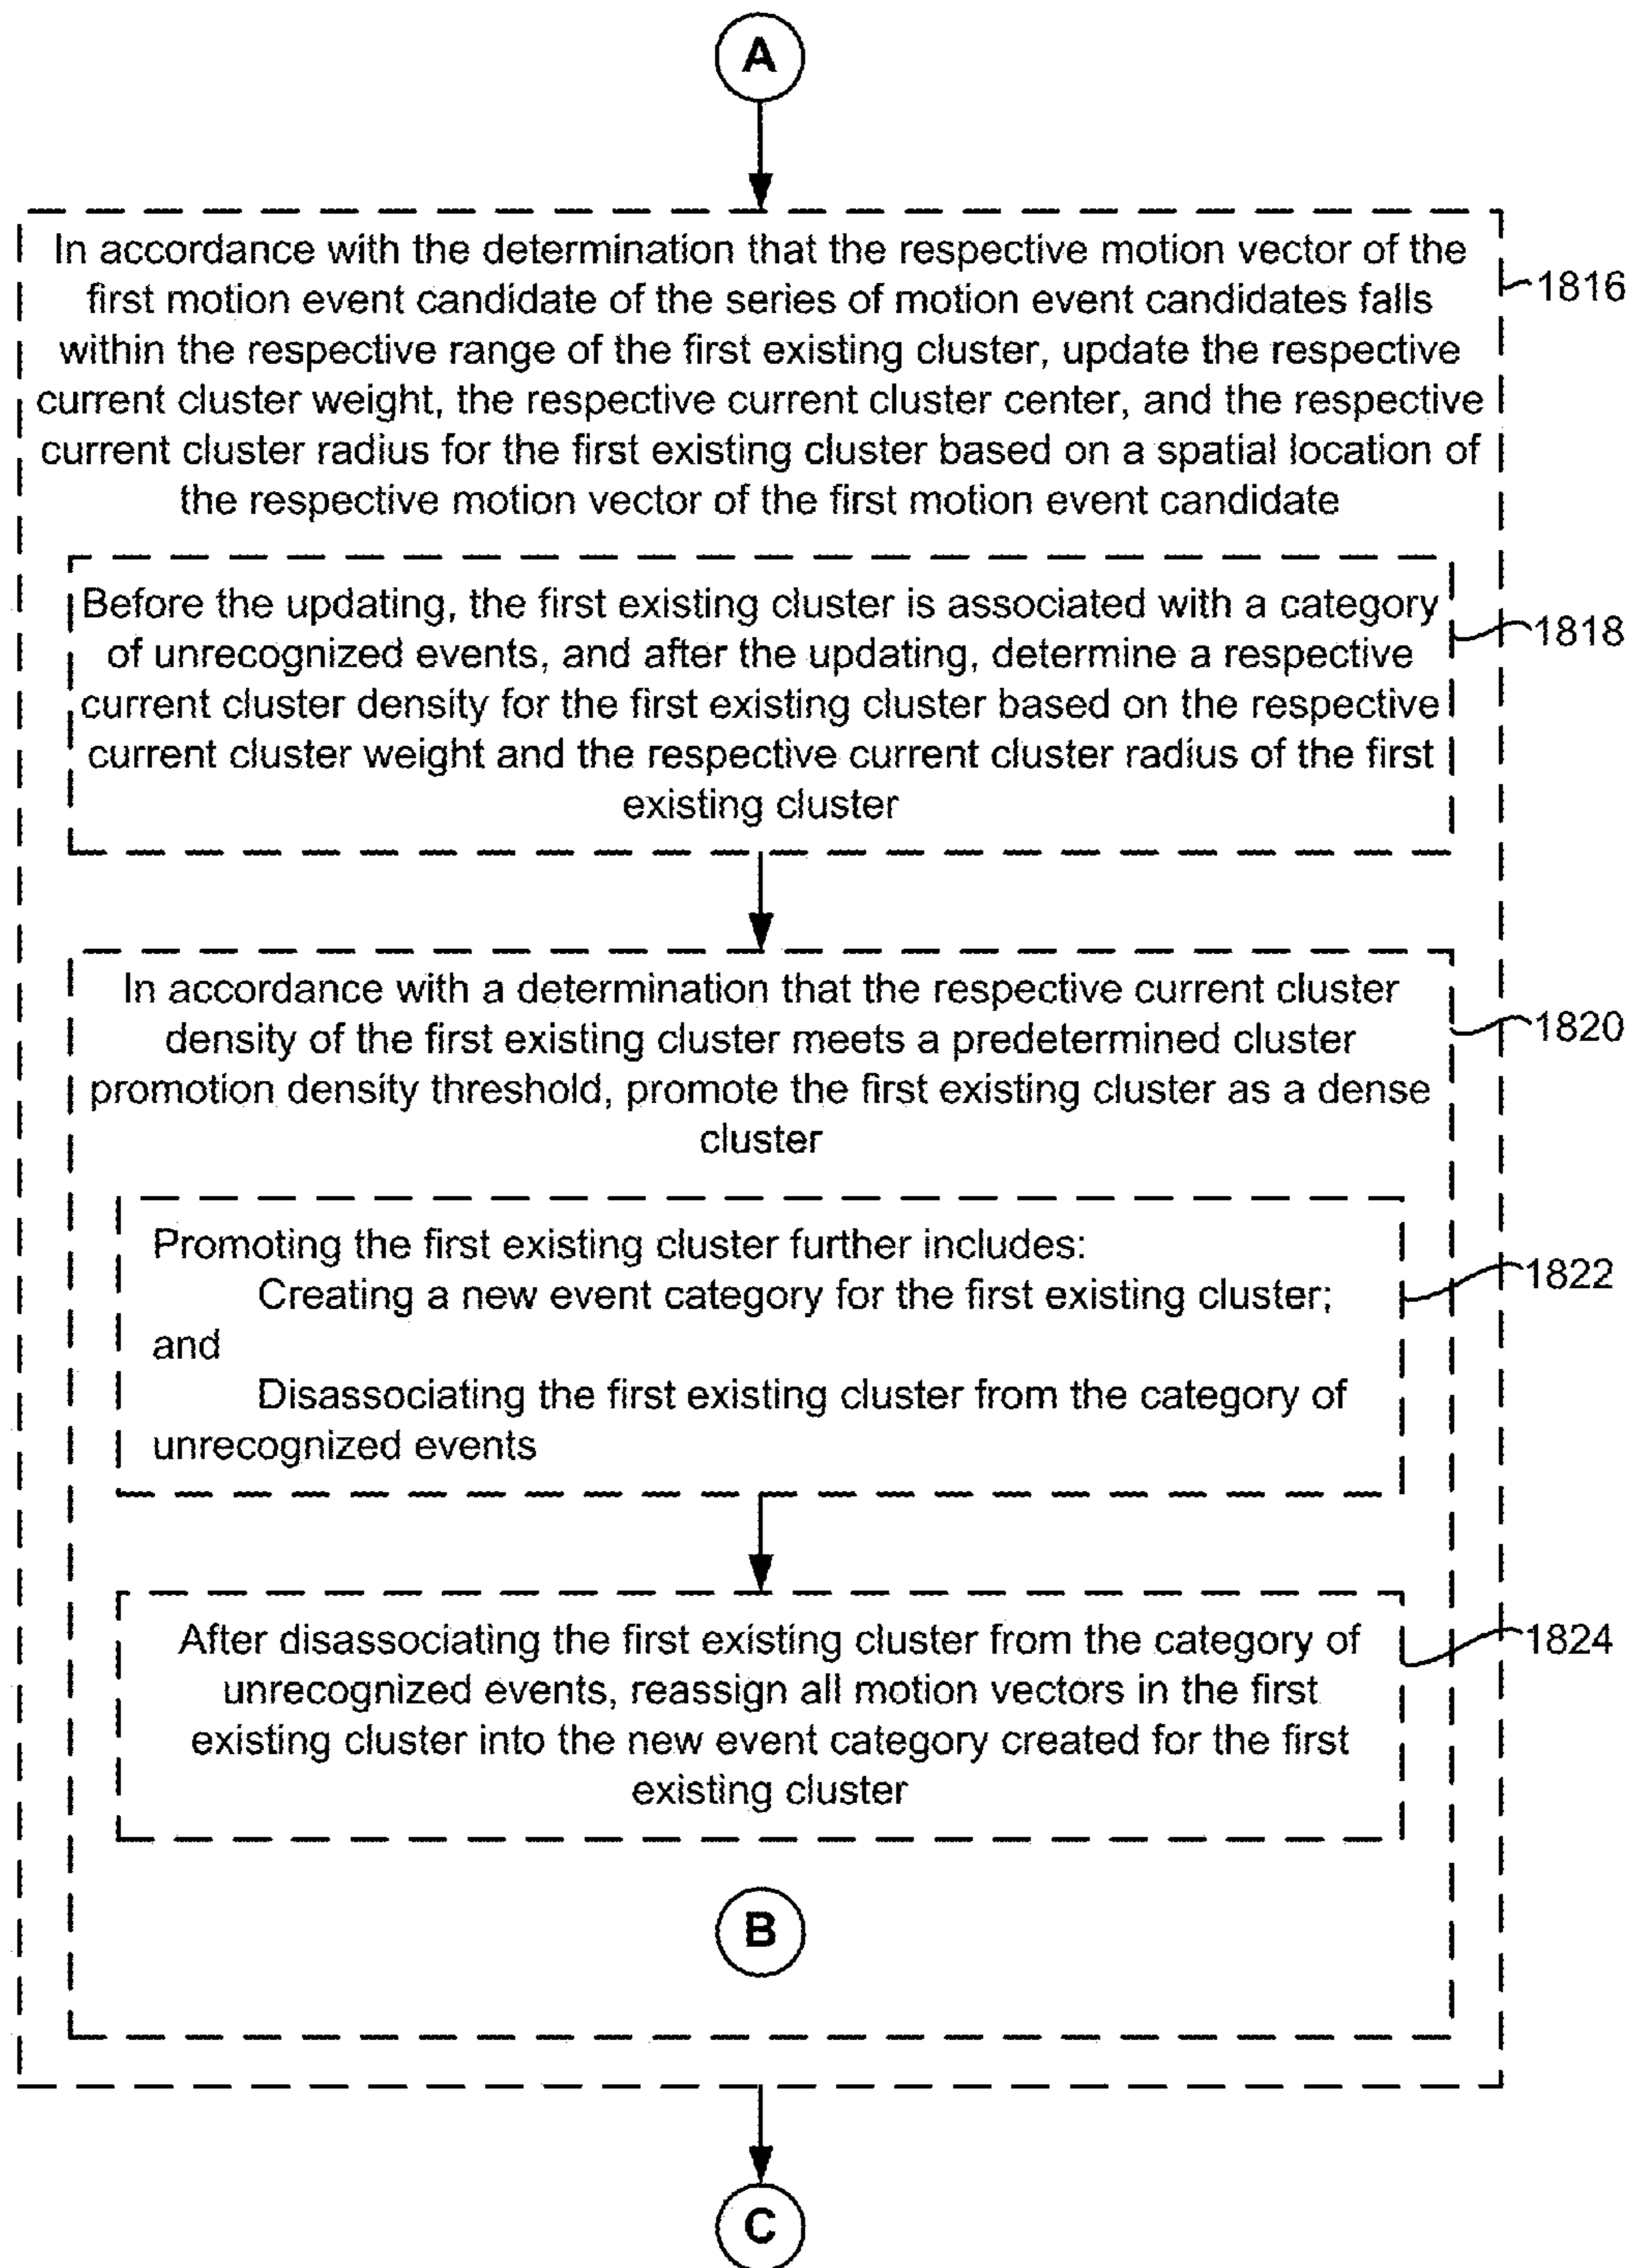 A
In accordance with the determination that the respective motion vector of the
first motion event candidate of the series of motion event candidates falls
within the respective range of the first existing cluster, update the respective
current cluster weight, the respective current cluster center, and the respective
current cluster radius for the first existing cluster based on a spatial location of
the respective motion vector of the first motion event candidate
1816
Before the updating, the first existing cluster is associated with a category
of unrecognized events, and after the updating, determine a respective
current cluster density for the first existing cluster based on the respective
current cluster weight and the respective current cluster radius of the first
existing cluster
1818
In accordance with a determination that the respective current cluster
density of the first existing cluster meets a predetermined cluster
promotion density threshold, promote the first existing cluster as a dense
cluster
1820
Promoting the first existing cluster further includes:
Creating a new event category for the first existing cluster;
and
Disassociating the first existing cluster from the category of
unrecognized events
1822
After disassociating the first existing cluster from the category of
unrecognized events, reassign all motion vectors in the first
existing cluster into the new event category created for the first
existing cluster
1824
B
C